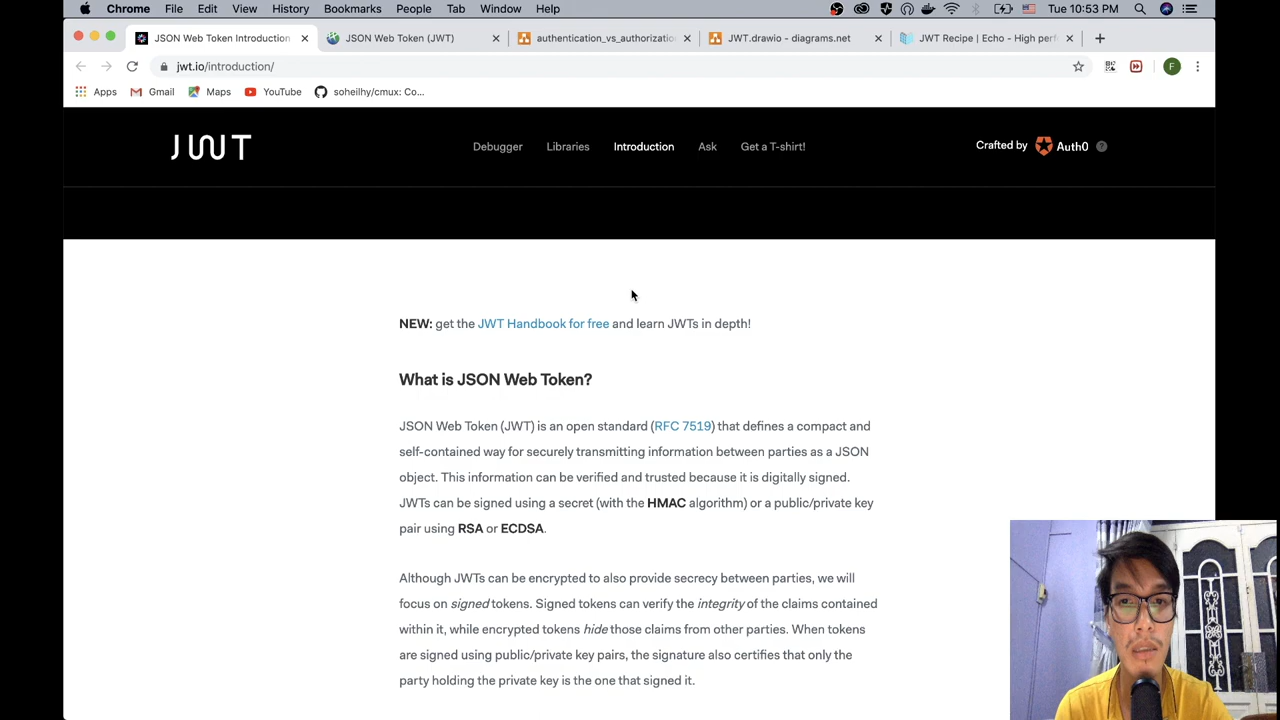 Chrome File Edit View History Bookmarks People Tab Window Help Tue 10:53 PM
JSON Web Token Introduction JSON Web Token (JWT) authentication_vs_authorizatio JWT.drawio - diagrams.net JWT Recipe | Echo - High perf
jwt.io/introduction/ F
Apps Gmail Maps YouTube soheilhy/cmux: Co...
JWT Debugger Libraries Introduction Ask Get a T-shirt! Crafted by Auth0 ?
NEW: get the JWT Handbook for free and learn JWTs in depth!
What is JSON Web Token?
JSON Web Token (JWT) is an open standard (RFC 7519) that defines a compact and
self-contained way for securely transmitting information between parties as a JSON
object. This information can be verified and trusted because it is digitally signed.
JWTs can be signed using a secret (with the HMAC algorithm) or a public/private key
pair using RSA or ECDSA.
Although JWTs can be encrypted to also provide secrecy between parties, we will
focus on signed tokens. Signed tokens can verify the integrity of the claims contained
within it, while encrypted tokens hide those claims from other parties. When tokens
are signed using public/private key pairs, the signature also certifies that only the
party holding the private key is the one that signed it.